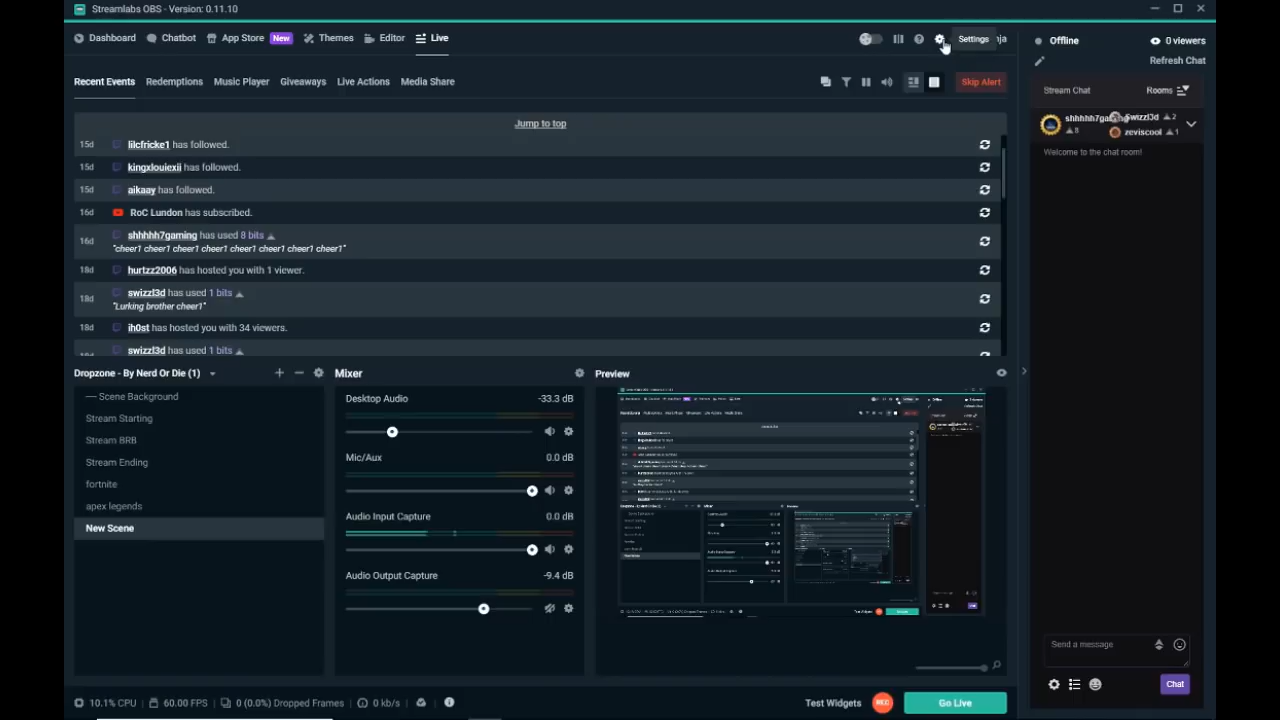 Streamlabs OBS - Version: 0.11.10
Dashboard Chatbot App Store New Themes Editor Live Settings nja
Recent Events Redemptions Music Player Giveaways Live Actions Media Share Skip Alert
Jump to top
15d lilcfricke1 has followed.
15d kingxlouiexii has followed.
15d aikaay has followed.
16d RoC Lundon has subscribed.
16d shhhhh7gaming has used 8 bits
"cheer1 cheer1 cheer1 cheer1 cheer1 cheer1 cheer1 cheer1"
18d hurtzz2006 has hosted you with 1 viewer.
18d swizzl3d has used 1 bits
"Lurking brother cheer1"
18d ih0st has hosted you with 34 viewers.
swizzl3d has used 1 bits
Dropzone - By Nerd Or Die (1)
— Scene Background
Stream Starting
Stream BRB
Stream Ending
fortnite
apex legends
New Scene
Mixer
Desktop Audio -33.3 dB
Mic/Aux 0.0 dB
Audio Input Capture 0.0 dB
Audio Output Capture -9.4 dB
Preview
Offline 0 viewers
Refresh Chat
Stream Chat Rooms
shhhhh7gaming 8
Swizzl3d 2
zeviscool 1
Welcome to the chat room!
Send a message
Chat
10.1% CPU 60.00 FPS 0 (0.0%) Dropped Frames 0 kb/s Test Widgets REC Go Live